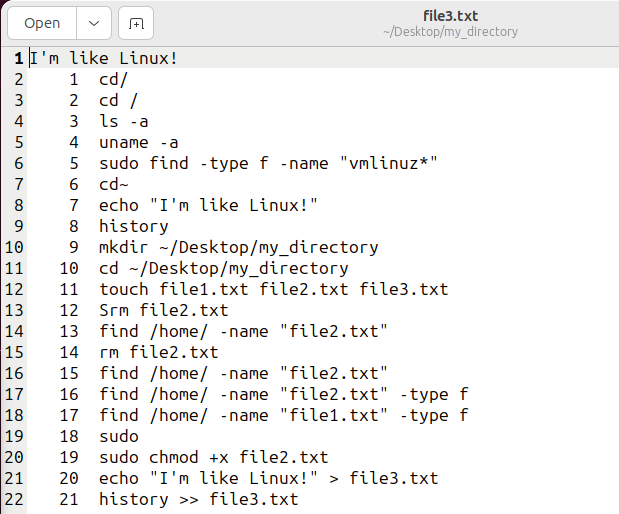 Open
file3.txt
~/Desktop/my_directory
1 I'm like Linux!
2 1 cd/
3 2 cd /
4 3 ls -a
5 4 uname -a
6 5 sudo find -type f -name "vmlinuz*"
7 6 cd~
8 7 echo "I'm like Linux!"
9 8 history
10 9 mkdir ~/Desktop/my_directory
11 10 cd ~/Desktop/my_directory
12 11 touch file1.txt file2.txt file3.txt
13 12 Srm file2.txt
14 13 find /home/ -name "file2.txt"
15 14 rm file2.txt
16 15 find /home/ -name "file2.txt"
17 16 find /home/ -name "file2.txt" -type f
18 17 find /home/ -name "file1.txt" -type f
19 18 sudo
20 19 sudo chmod +x file2.txt
21 20 echo "I'm like Linux!" > file3.txt
22 21 history >> file3.txt